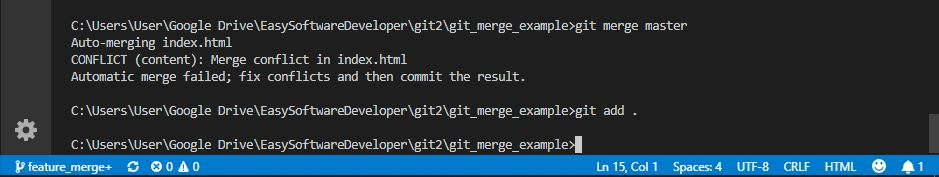 C:\Users\User\Google Drive\EasySoftwareDeveloper\git2\git_merge_example>git merge master
Auto-merging index.html
CONFLICT (content): Merge conflict in index.html
Automatic merge failed; fix conflicts and then commit the result.
C:\Users\User\Google Drive\EasySoftwareDeveloper\git2\git_merge_example>git add .
C:\Users\User\Google Drive\EasySoftwareDeveloper\git2\git_merge_example>
feature_merge+ 0 0 Ln 15, Col 1 Spaces: 4 UTF-8 CRLF HTML 1